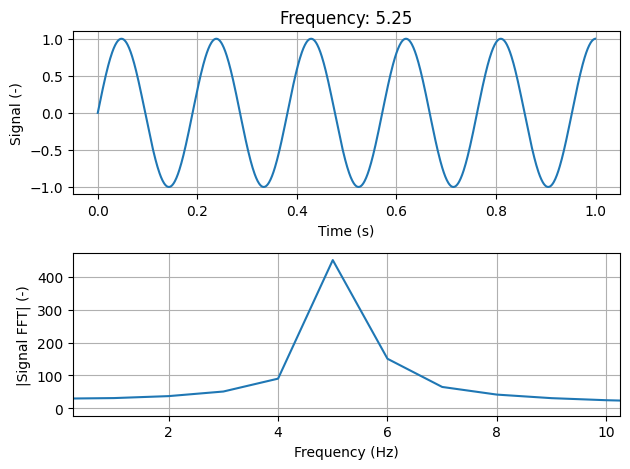 Frequency: 5.25
1.0
0.5
0.0
−0.5
−1.0
Signal (-)
0.0 0.2 0.4 0.6 0.8 1.0
Time (s)
400
300
200
100
0
|Signal FFT| (-)
2 4 6 8 10
Frequency (Hz)